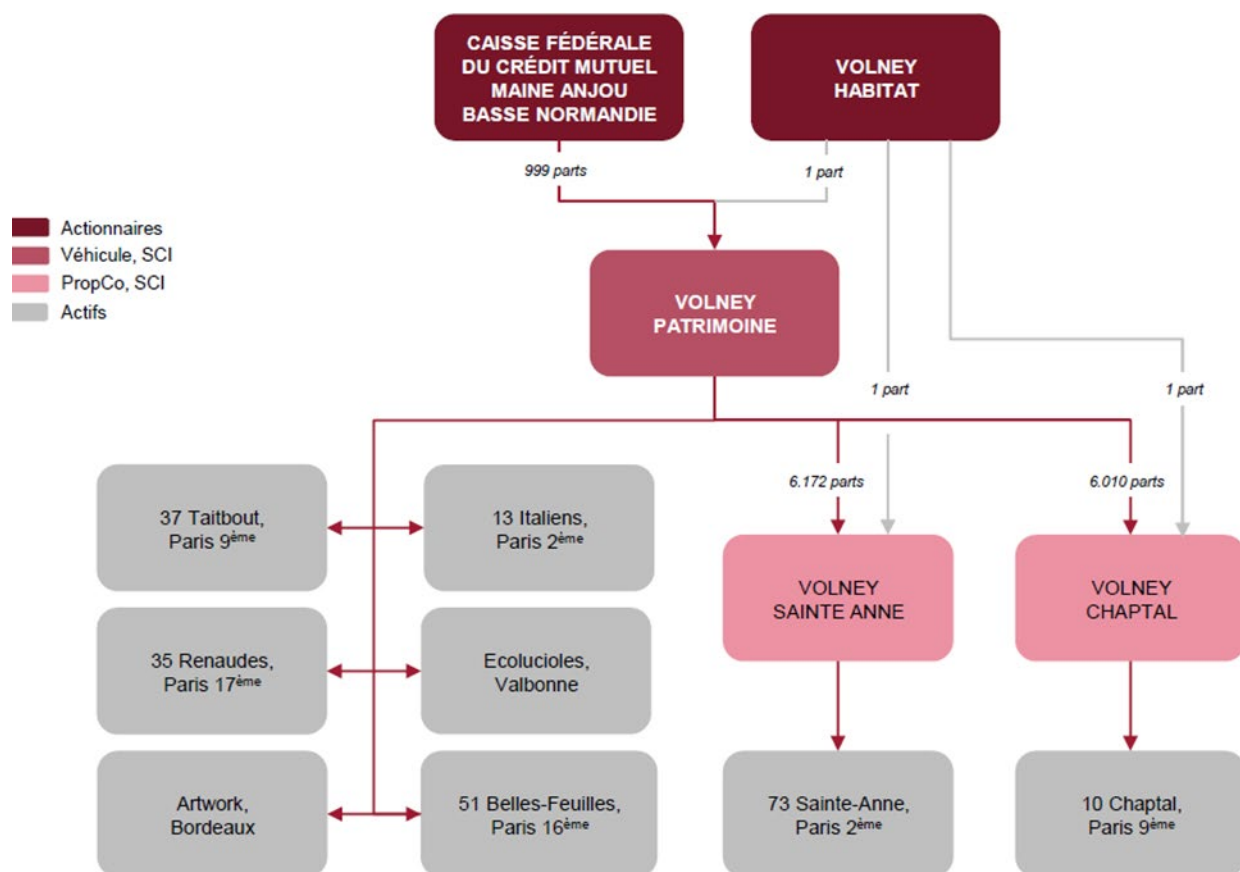 CAISSE FÉDÉRALE
DU CRÉDIT MUTUEL
MAINE ANJOU
BASSE NORMANDIE
VOLNEY
HABITAT
999 parts
1 part
Actionnaires
Véhicule, SCI
PropCo, SCI
Actifs
VOLNEY
PATRIMOINE
1 part
1 part
6.172 parts
6.010 parts
37 Taitbout,
Paris 9ème
13 Italiens,
Paris 2ème
VOLNEY
SAINTE ANNE
VOLNEY
CHAPTAL
35 Renaudes,
Paris 17ème
Ecolucioles,
Valbonne
Artwork,
Bordeaux
51 Belles-Feuilles,
Paris 16ème
73 Sainte-Anne,
Paris 2ème
10 Chaptal,
Paris 9ème